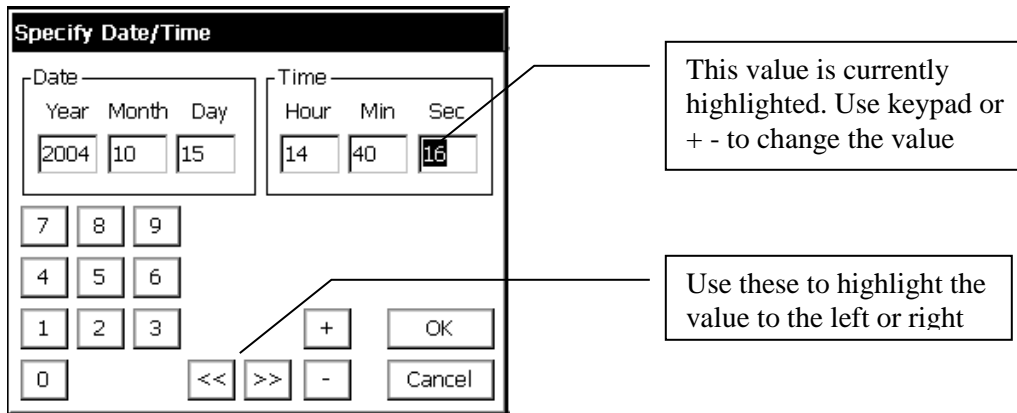 Specify Date/Time
Date
Time
Year Month Day
Hour Min Sec
2004 10 15
14 40 16
This value is currently
highlighted. Use keypad or
+ - to change the value
7 8 9
4 5 6
1 2 3
+ OK
0 << >> - Cancel
Use these to highlight the
value to the left or right